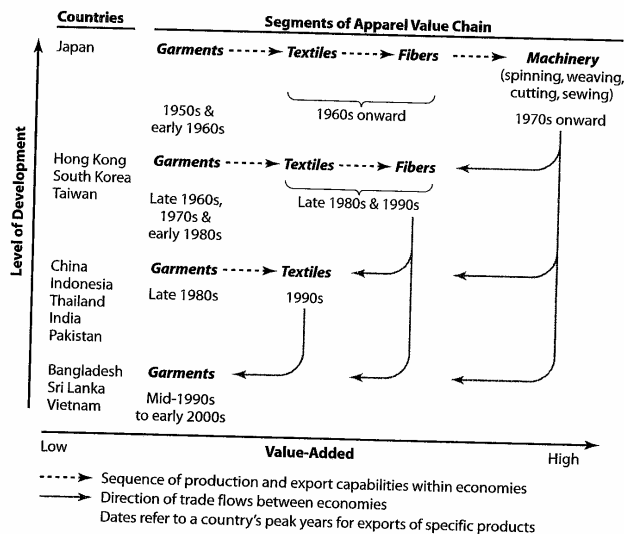 Countries
Segments of Apparel Value Chain
Japan
Garments
Textiles
Fibers
Machinery
(spinning, weaving,
cutting, sewing)
1950s &
early 1960s
1960s onward
1970s onward
Hong Kong
South Korea
Taiwan
Garments
Textiles
Fibers
Late 1960s,
1970s &
early 1980s
Late 1980s & 1990s
China
Indonesia
Thailand
India
Pakistan
Garments
Textiles
Late 1980s
1990s
Bangladesh
Sri Lanka
Vietnam
Garments
Mid-1990s
to early 2000s
Level of Development
Low
Value-Added
High
Sequence of production and export capabilities within economies
Direction of trade flows between economies
Dates refer to a country's peak years for exports of specific products